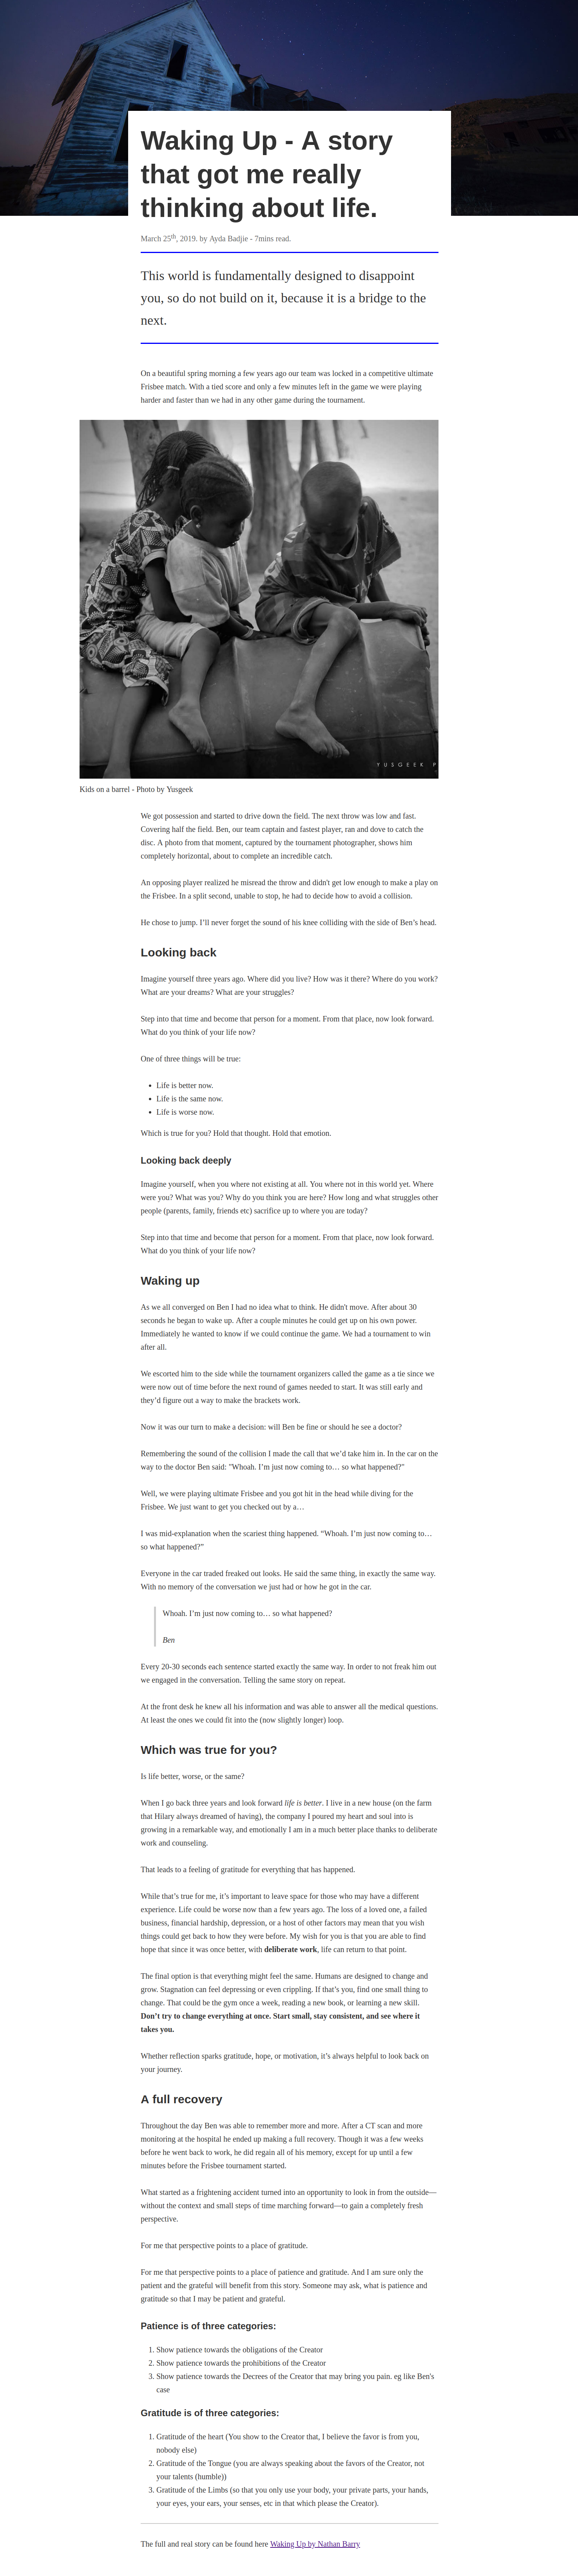 Waking Up - A story
that got me really
thinking about life.
March 25th, 2019. by Ayda Badjie - 7mins read.
This world is fundamentally designed to disappoint
you, so do not build on it, because it is a bridge to the
next.
On a beautiful spring morning a few years ago our team was locked in a competitive ultimate
Frisbee match. With a tied score and only a few minutes left in the game we were playing
harder and faster than we had in any other game during the tournament.
YUSGEEK P
Kids on a barrel - Photo by Yusgeek
We got possession and started to drive down the field. The next throw was low and fast.
Covering half the field. Ben, our team captain and fastest player, ran and dove to catch the
disc. A photo from that moment, captured by the tournament photographer, shows him
completely horizontal, about to complete an incredible catch.
An opposing player realized he misread the throw and didn't get low enough to make a play on
the Frisbee. In a split second, unable to stop, he had to decide how to avoid a collision.
He chose to jump. I’ll never forget the sound of his knee colliding with the side of Ben’s head.
Looking back
Imagine yourself three years ago. Where did you live? How was it there? Where do you work?
What are your dreams? What are your struggles?
Step into that time and become that person for a moment. From that place, now look forward.
What do you think of your life now?
One of three things will be true:
• Life is better now.
• Life is the same now.
• Life is worse now.
Which is true for you? Hold that thought. Hold that emotion.
Looking back deeply
Imagine yourself, when you where not existing at all. You where not in this world yet. Where
were you? What was you? Why do you think you are here? How long and what struggles other
people (parents, family, friends etc) sacrifice up to where you are today?
Step into that time and become that person for a moment. From that place, now look forward.
What do you think of your life now?
Waking up
As we all converged on Ben I had no idea what to think. He didn't move. After about 30
seconds he began to wake up. After a couple minutes he could get up on his own power.
Immediately he wanted to know if we could continue the game. We had a tournament to win
after all.
We escorted him to the side while the tournament organizers called the game as a tie since we
were now out of time before the next round of games needed to start. It was still early and
they’d figure out a way to make the brackets work.
Now it was our turn to make a decision: will Ben be fine or should he see a doctor?
Remembering the sound of the collision I made the call that we’d take him in. In the car on the
way to the doctor Ben said: "Whoah. I’m just now coming to… so what happened?"
Well, we were playing ultimate Frisbee and you got hit in the head while diving for the
Frisbee. We just want to get you checked out by a…
I was mid-explanation when the scariest thing happened. “Whoah. I’m just now coming to…
so what happened?”
Everyone in the car traded freaked out looks. He said the same thing, in exactly the same way.
With no memory of the conversation we just had or how he got in the car.
Whoah. I’m just now coming to… so what happened?
Ben
Every 20-30 seconds each sentence started exactly the same way. In order to not freak him out
we engaged in the conversation. Telling the same story on repeat.
At the front desk he knew all his information and was able to answer all the medical questions.
At least the ones we could fit into the (now slightly longer) loop.
Which was true for you?
Is life better, worse, or the same?
When I go back three years and look forward life is better. I live in a new house (on the farm
that Hilary always dreamed of having), the company I poured my heart and soul into is
growing in a remarkable way, and emotionally I am in a much better place thanks to deliberate
work and counseling.
That leads to a feeling of gratitude for everything that has happened.
While that’s true for me, it’s important to leave space for those who may have a different
experience. Life could be worse now than a few years ago. The loss of a loved one, a failed
business, financial hardship, depression, or a host of other factors may mean that you wish
things could get back to how they were before. My wish for you is that you are able to find
hope that since it was once better, with deliberate work, life can return to that point.
The final option is that everything might feel the same. Humans are designed to change and
grow. Stagnation can feel depressing or even crippling. If that’s you, find one small thing to
change. That could be the gym once a week, reading a new book, or learning a new skill.
Don’t try to change everything at once. Start small, stay consistent, and see where it
takes you.
Whether reflection sparks gratitude, hope, or motivation, it’s always helpful to look back on
your journey.
A full recovery
Throughout the day Ben was able to remember more and more. After a CT scan and more
monitoring at the hospital he ended up making a full recovery. Though it was a few weeks
before he went back to work, he did regain all of his memory, except for up until a few
minutes before the Frisbee tournament started.
What started as a frightening accident turned into an opportunity to look in from the outside—
without the context and small steps of time marching forward—to gain a completely fresh
perspective.
For me that perspective points to a place of gratitude.
For me that perspective points to a place of patience and gratitude. And I am sure only the
patient and the grateful will benefit from this story. Someone may ask, what is patience and
gratitude so that I may be patient and grateful.
Patience is of three categories:
1. Show patience towards the obligations of the Creator
2. Show patience towards the prohibitions of the Creator
3. Show patience towards the Decrees of the Creator that may bring you pain. eg like Ben's
case
Gratitude is of three categories:
1. Gratitude of the heart (You show to the Creator that, I believe the favor is from you,
nobody else)
2. Gratitude of the Tongue (you are always speaking about the favors of the Creator, not
your talents (humble))
3. Gratitude of the Limbs (so that you only use your body, your private parts, your hands,
your eyes, your ears, your senses, etc in that which please the Creator).
The full and real story can be found here Waking Up by Nathan Barry